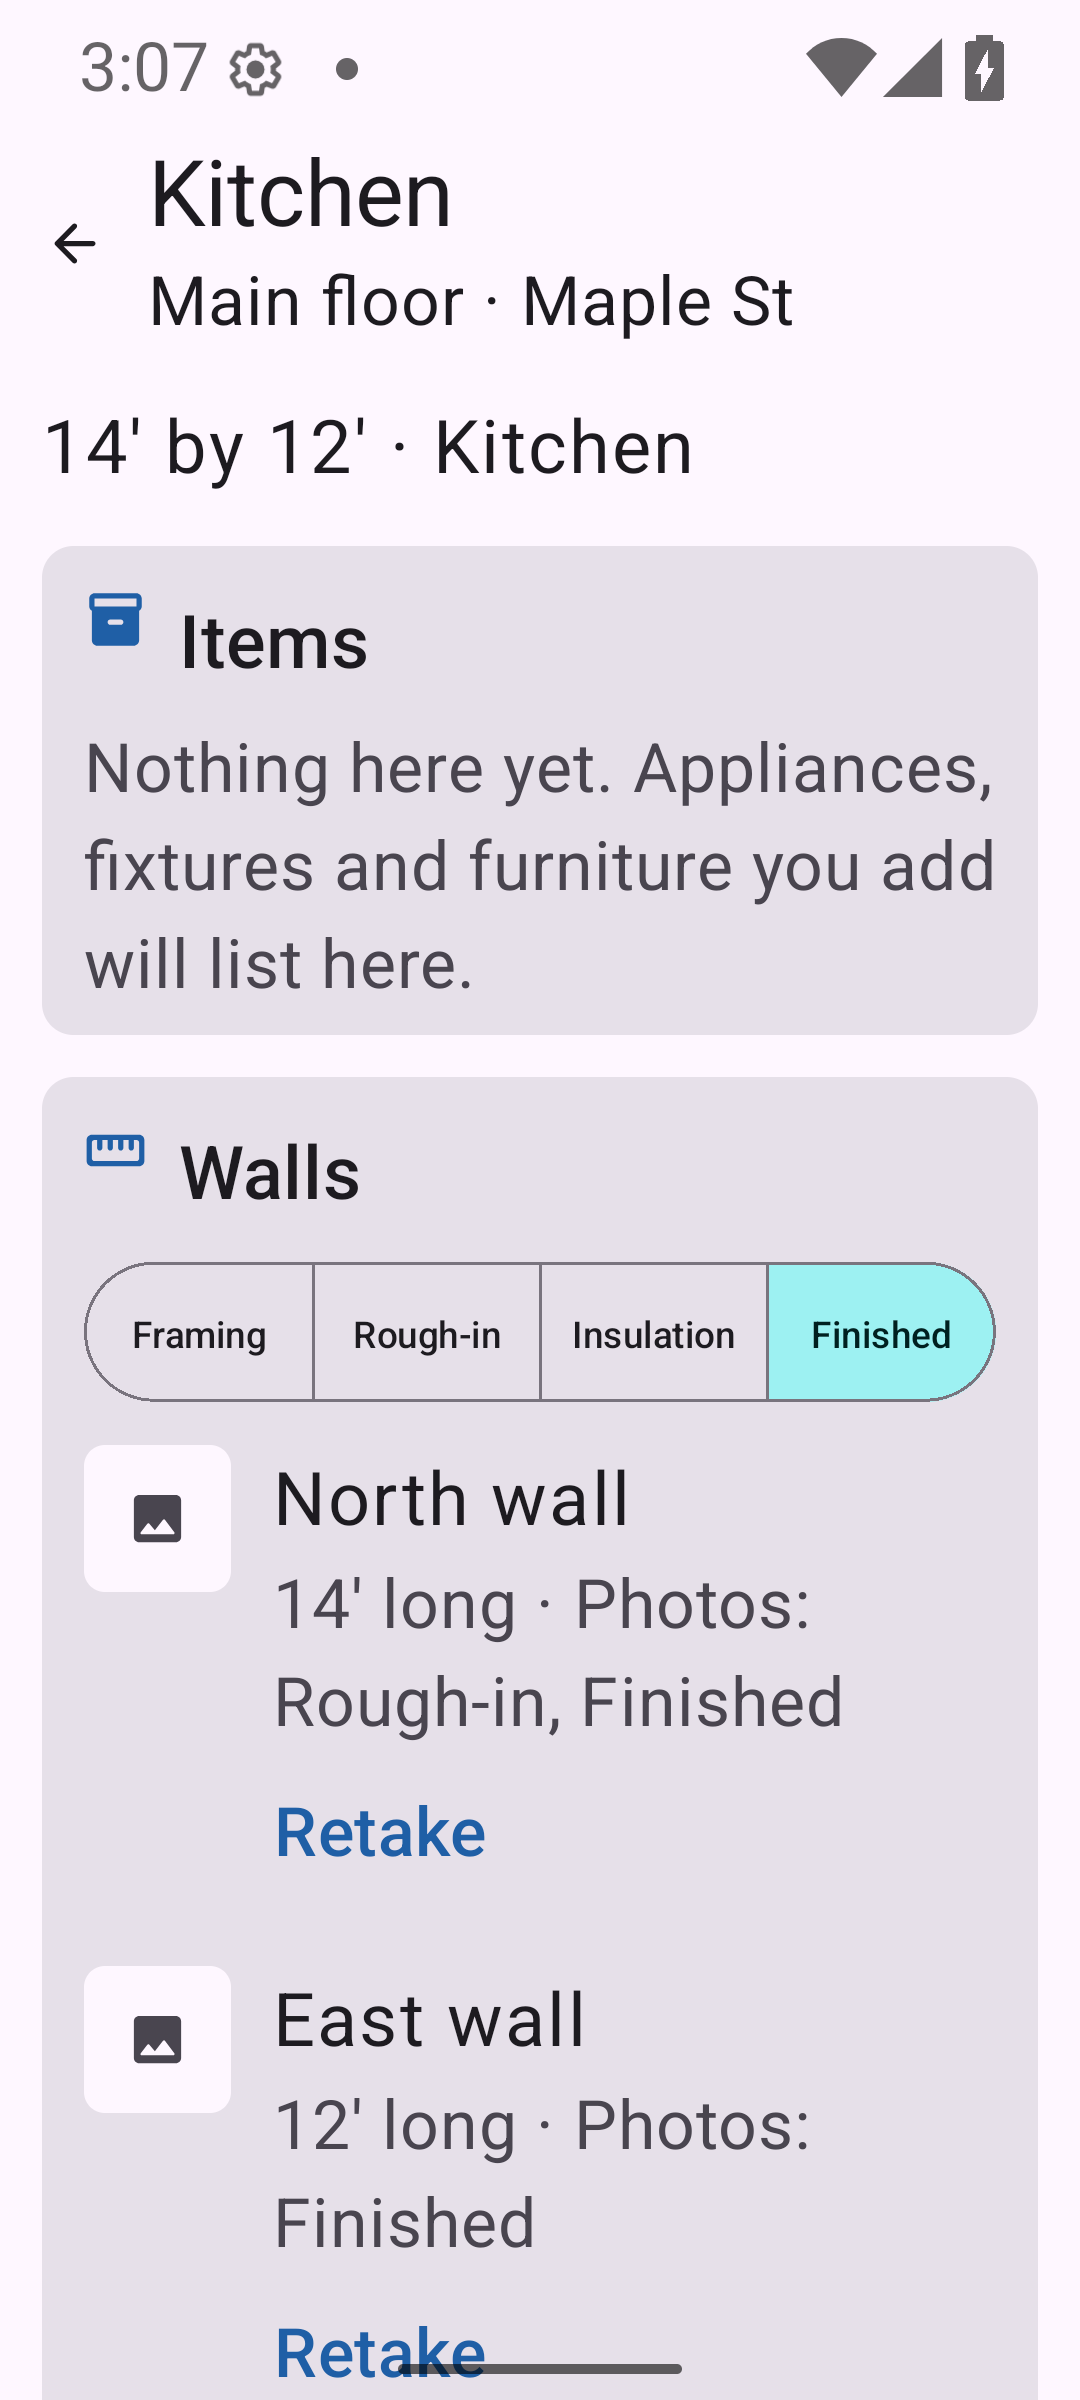 3:07
Kitchen
Main floor · Maple St
14' by 12' · Kitchen
Items
Nothing here yet. Appliances,
fixtures and furniture you add
will list here.
Walls
Framing
Rough-in
Insulation
Finished
North wall
14' long · Photos:
Rough-in, Finished
Retake
East wall
12' long · Photos:
Finished
Retake